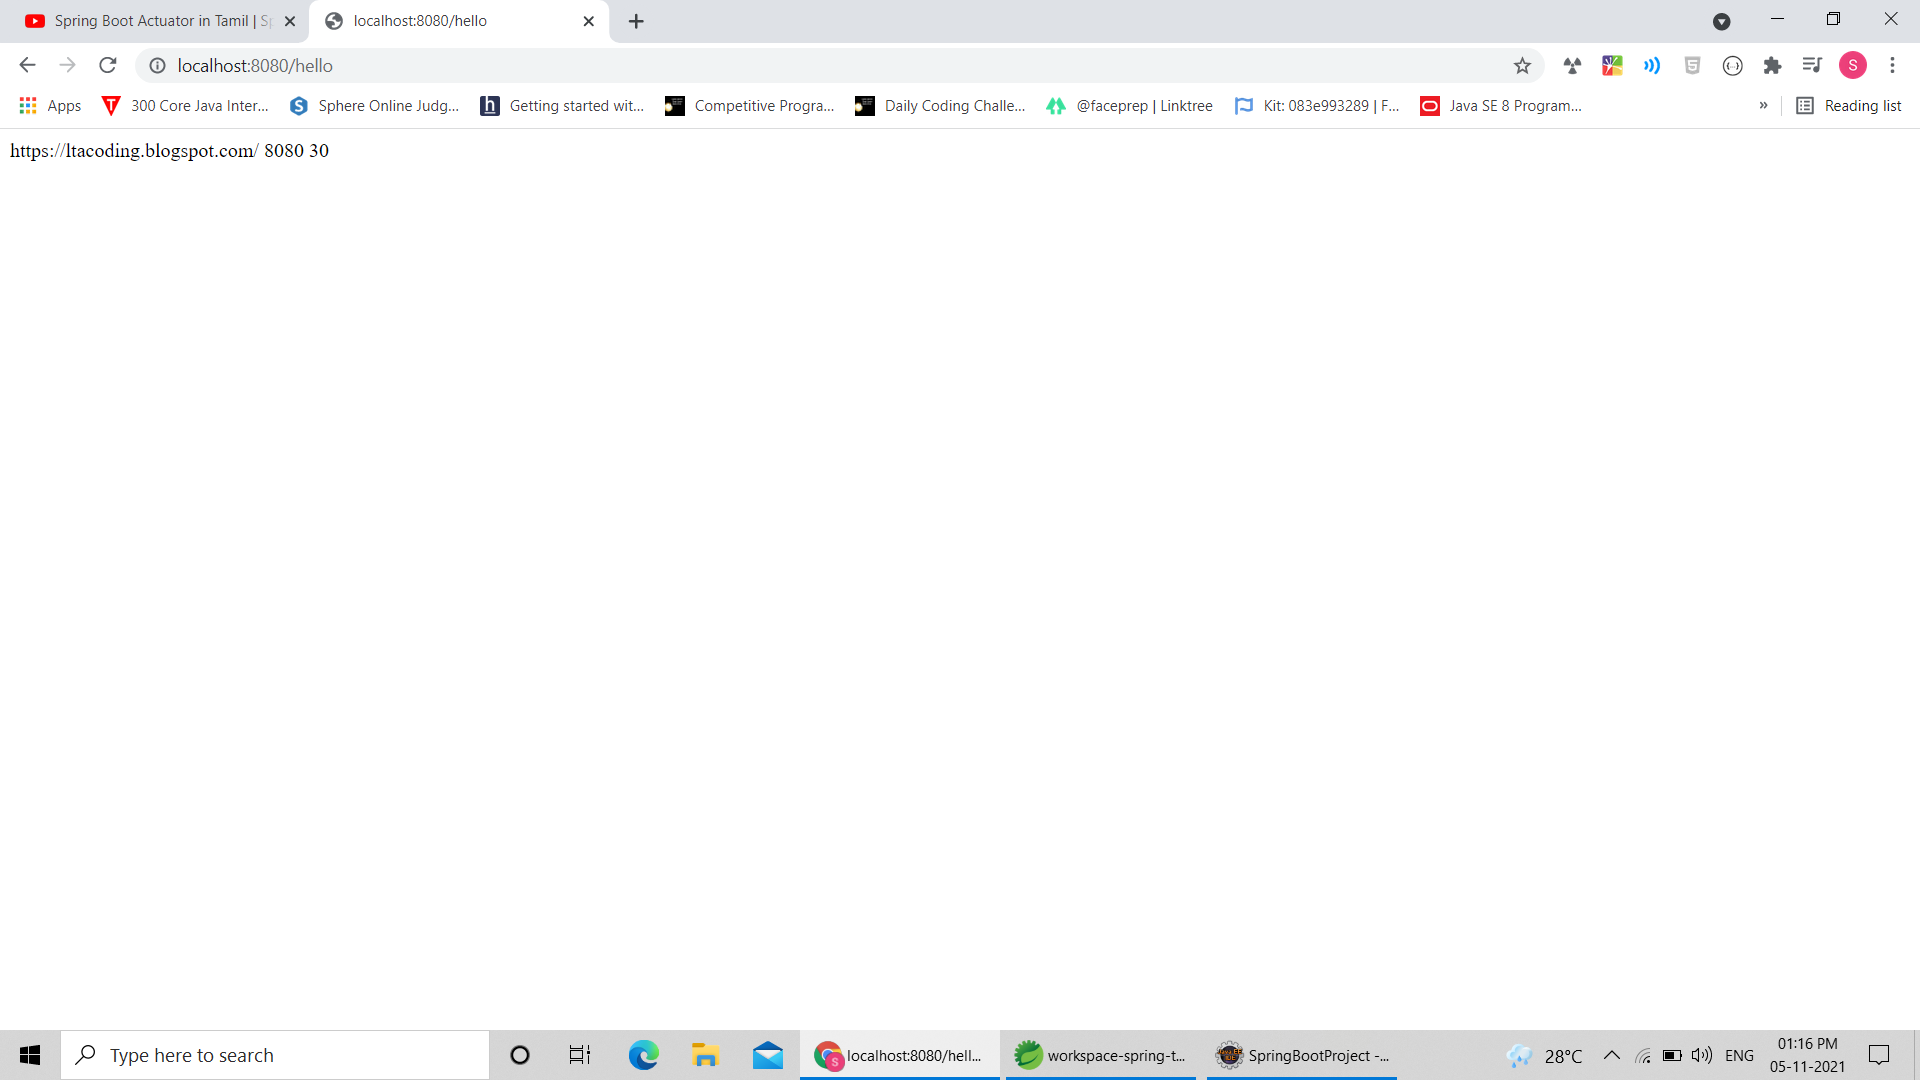 Spring Boot Actuator in Tamil | Sp
localhost:8080/hello
localhost:8080/hello
S
Apps
300 Core Java Inter...
Sphere Online Judg...
Getting started wit...
Competitive Progra...
Daily Coding Challe...
@faceprep | Linktree
Kit: 083e993289 | F...
Java SE 8 Program...
»
Reading list
https://ltacoding.blogspot.com/ 8080 30
Type here to search
localhost:8080/hell...
workspace-spring-t...
SpringBootProject -...
28°C
ENG
01:16 PM
05-11-2021